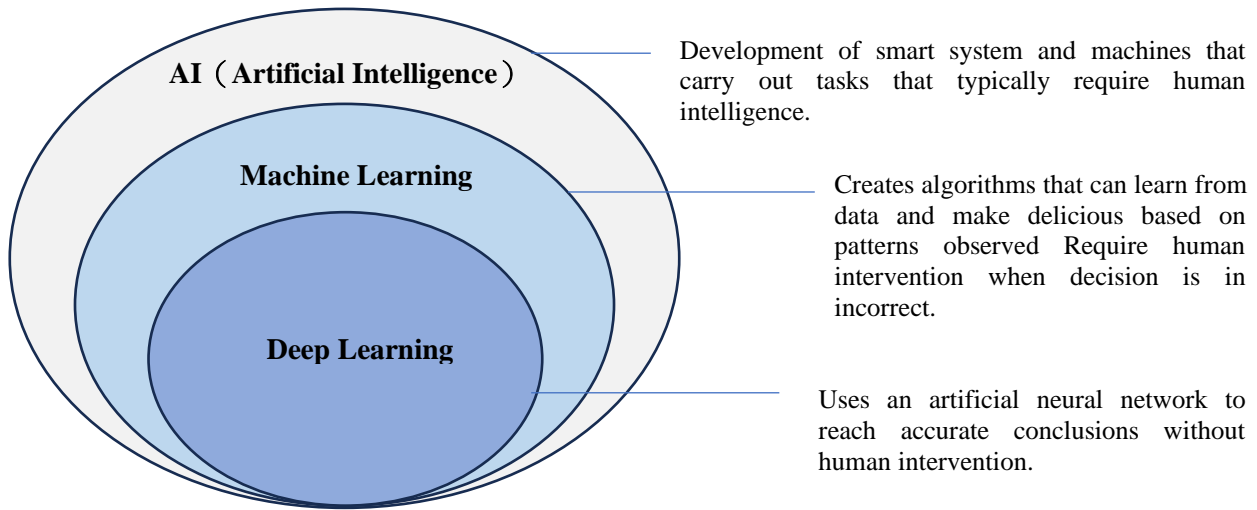 AI（Artificial Intelligence）
Development of smart system and machines that
carry out tasks that typically require human
intelligence.
Machine Learning
Creates algorithms that can learn from
data and make delicious based on
patterns observed Require human
intervention when decision is in
incorrect.
Deep Learning
Uses an artificial neural network to
reach accurate conclusions without
human intervention.